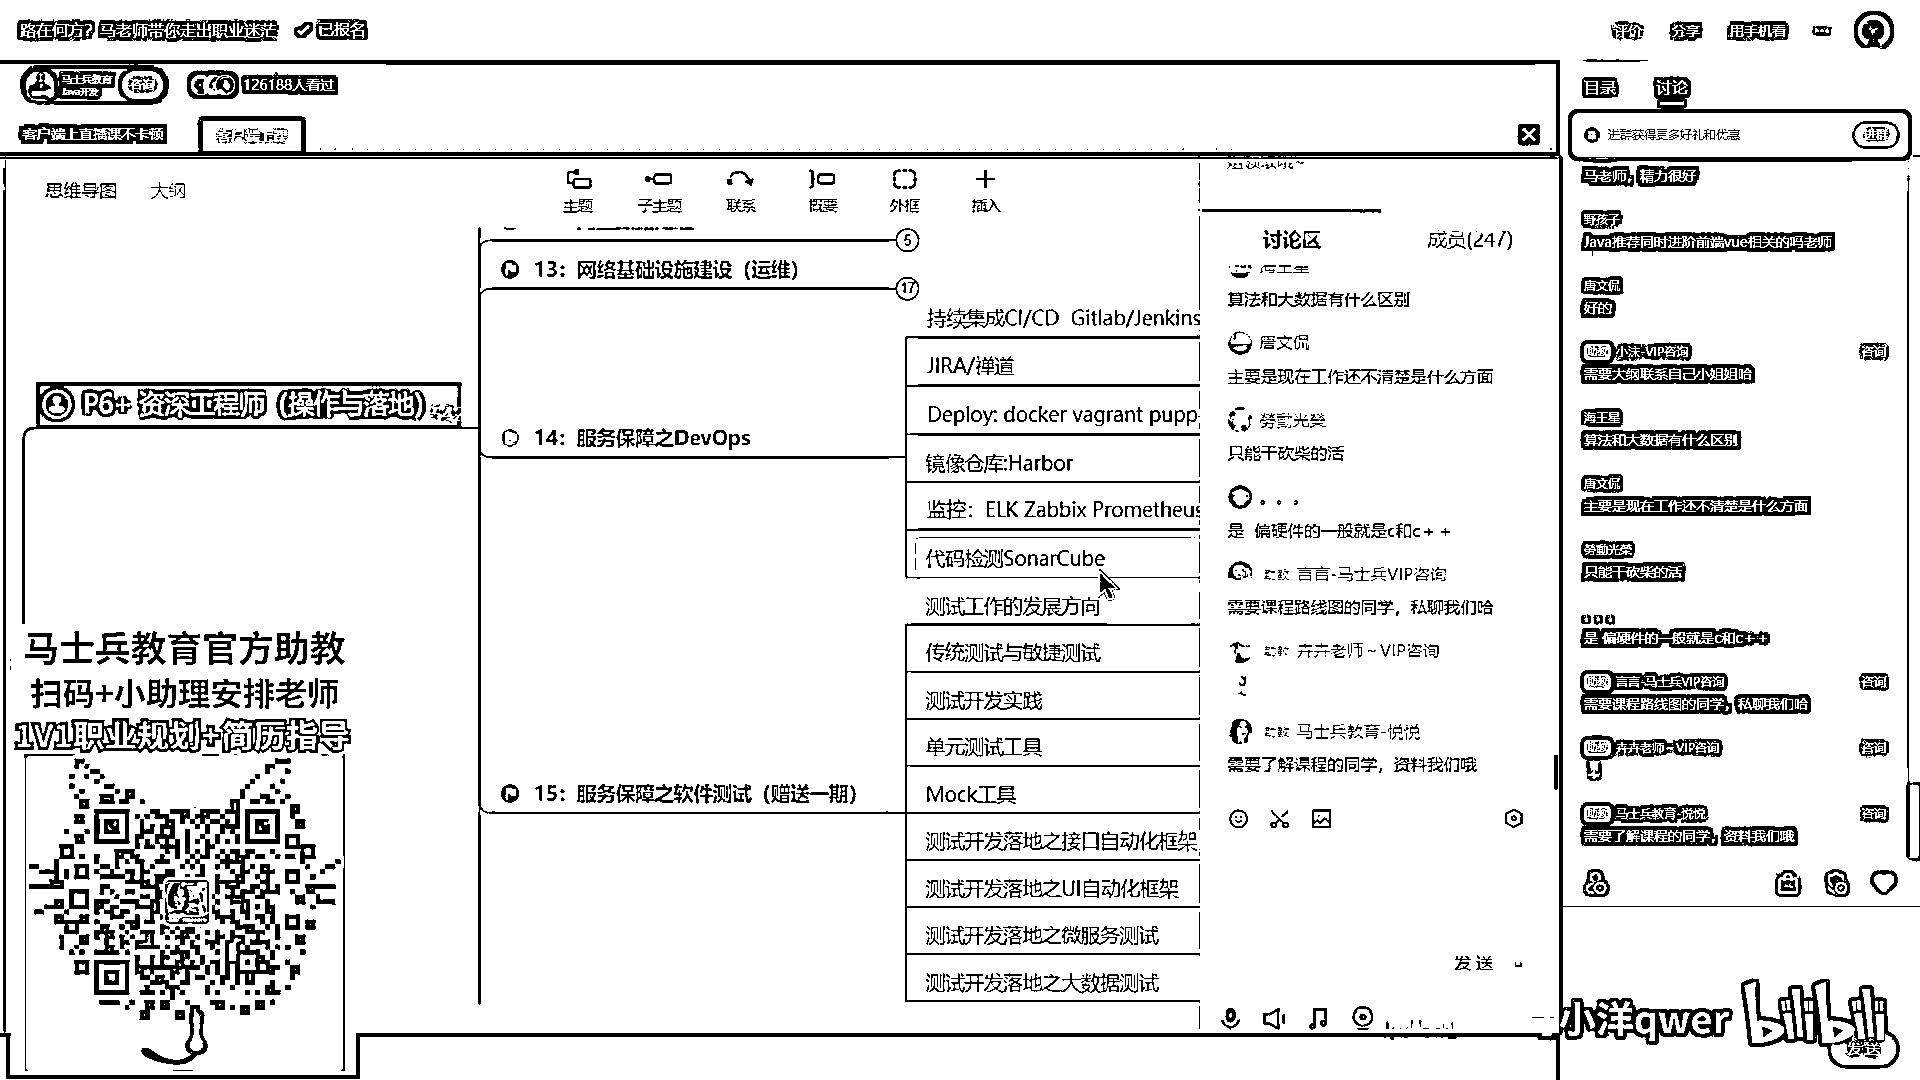 路在何方？马老师带你走出职业迷茫 已报名
评价 分享 用手机看
马士兵教育
Java开发
咨询
126188人看过
客户端上直播课不卡顿
客户端下载
目录 讨论
进群获得更多好礼和优惠 进群
思维导图 大纲
主题 子主题 联系 概要 外框 插入
5
13：网络基础设施建设（运维）
17
P6+ 资深工程师（操作与落地）
14：服务保障之DevOps
持续集成CI/CD Gitlab/Jenkins
JIRA/禅道
Deploy: docker vagrant pupp
镜像仓库:Harbor
监控：ELK Zabbix Prometheus
代码检测SonarCube
15：服务保障之软件测试（赠送一期）
测试工作的发展方向
传统测试与敏捷测试
测试开发实践
单元测试工具
Mock工具
测试开发落地之接口自动化框架
测试开发落地之UI自动化框架
测试开发落地之微服务测试
测试开发落地之大数据测试
马士兵教育官方助教
扫码+小助理安排老师
1V1职业规划+简历指导
讨论区 成员(247)
海王星
算法和大数据有什么区别
唐文侃
主要是现在工作还不清楚是什么方面
劳動光榮
只能干砍柴的活
。。。
是 偏硬件的一般就是c和c++
助教 言言-马士兵VIP咨询
需要课程路线图的同学，私聊我们哈
助教 卉卉老师~VIP咨询
助教 马士兵教育-悦悦
需要了解课程的同学，资料我们哦
发送
马老师，精力很好
野孩子
Java推荐同时进阶前端vue相关的吗老师
唐文侃
好的
助教 小沫-VIP咨询 咨询
需要大纲联系自己小姐姐哈
海王星
算法和大数据有什么区别
唐文侃
主要是现在工作还不清楚是什么方面
劳動光榮
只能干砍柴的活
。。。
是 偏硬件的一般就是c和c++
助教 言言-马士兵VIP咨询 咨询
需要课程路线图的同学，私聊我们哈
助教 卉卉老师~VIP咨询 咨询
助教 马士兵教育-悦悦 咨询
需要了解课程的同学，资料我们哦
小洋qwer bilibili
发送